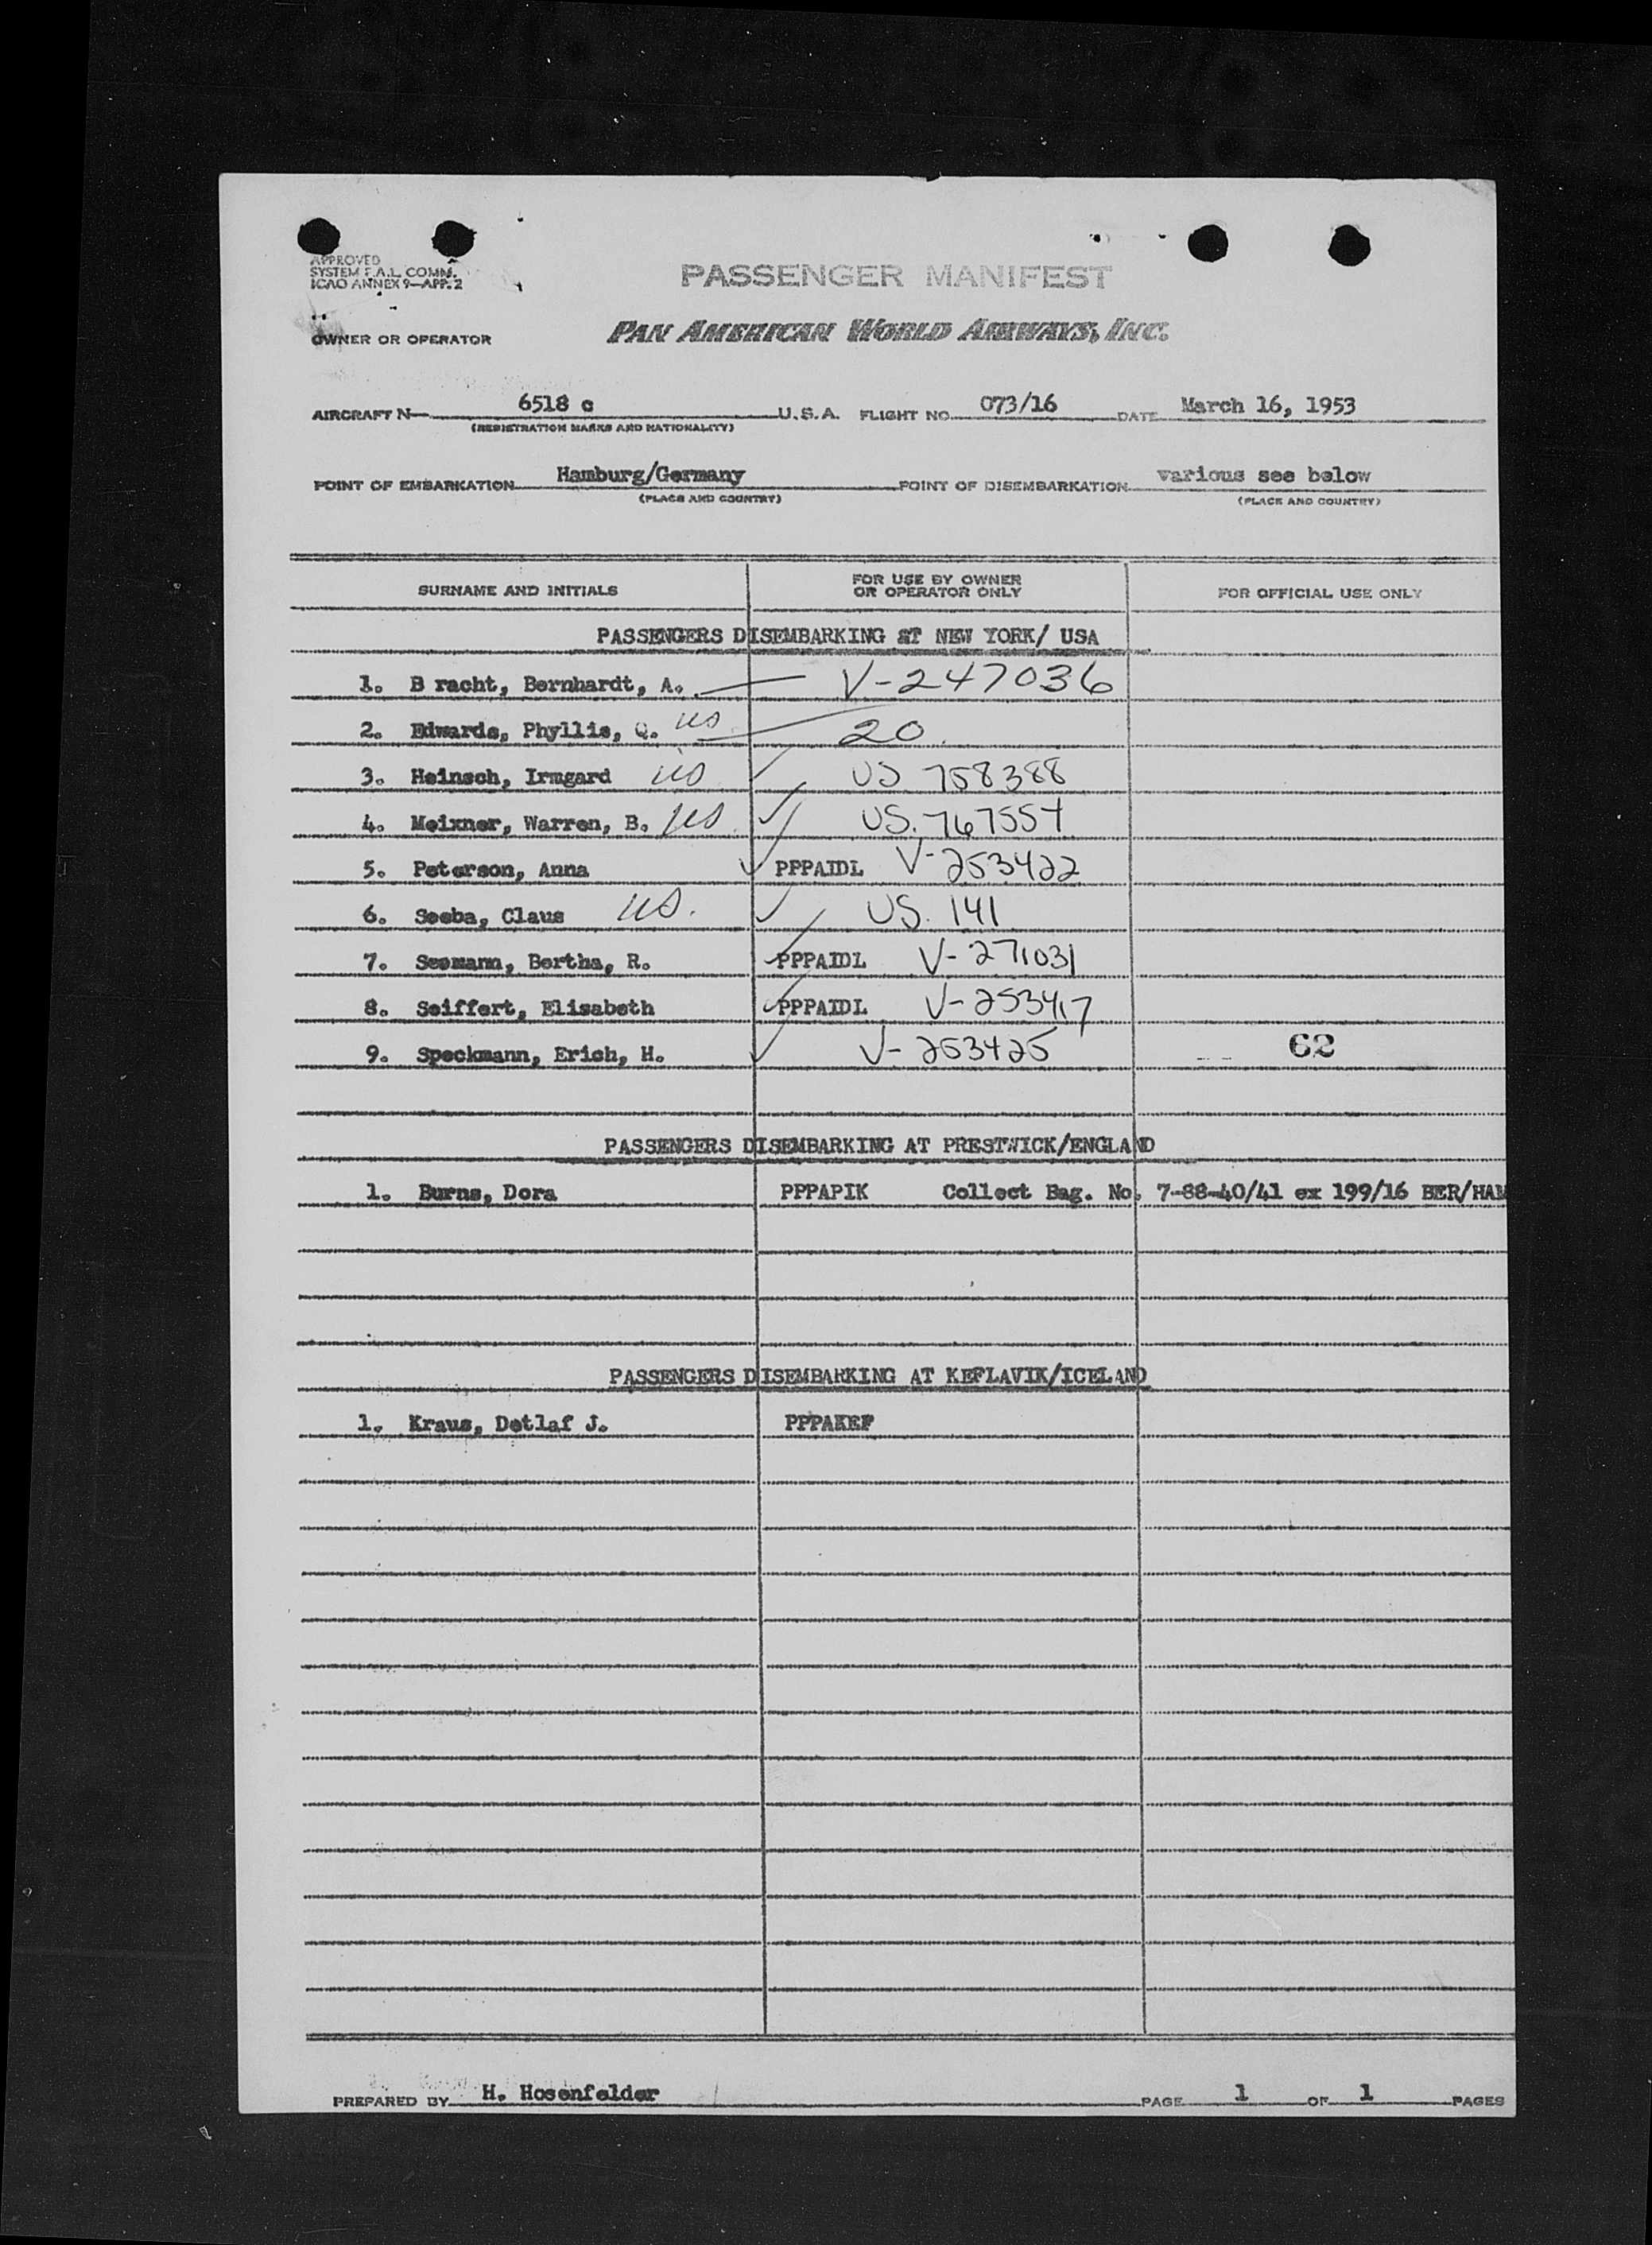 APPROVED
SYSTEM F.A.L. COMM.
ICAO ANNEX 9—APP. 2
PASSENGER MANIFEST
OWNER OR OPERATOR PAN AMERICAN WORLD AIRWAYS, INC.
AIRCRAFT N— 6518 c U.S.A. FLIGHT NO. 073/16 DATE March 16, 1953
(REGISTRATION MARKS AND NATIONALITY)
POINT OF EMBARKATION Hamburg/Germany POINT OF DISEMBARKATION various see below
(PLACE AND COUNTRY) (PLACE AND COUNTRY)
SURNAME AND INITIALS FOR USE BY OWNER OR OPERATOR ONLY FOR OFFICIAL USE ONLY
PASSENGERS DISEMBARKING AT NEW YORK/ USA
1. B racht, Bernhardt, A. V-247036
2. Edwards, Phyllis, Q. us 20
3. Heinsch, Irmgard us US 758388
4. Meixner, Warren, B. us US. 767557
5. Peterson, Anna PPPAIDL V-253422
6. Seeba, Claus us. US. 141
7. Seemann, Bertha, R. PPPAIDL V-271031
8. Seiffert, Elisabeth PPPAIDL V-253417
9. Speckmann, Erich, H. V-253425 62
PASSENGERS DISEMBARKING AT PRESTWICK/ENGLAND
1. Burns, Dora PPPAPIK Collect Bag. No. 7-88-40/41 ex 199/16 BER/HAM
PASSENGERS DISEMBARKING AT KEFLAVIK/ICELAND
1. Kraus, Detlaf J. PPPAKEF
PREPARED BY H. Hosenfelder PAGE 1 OF 1 PAGES